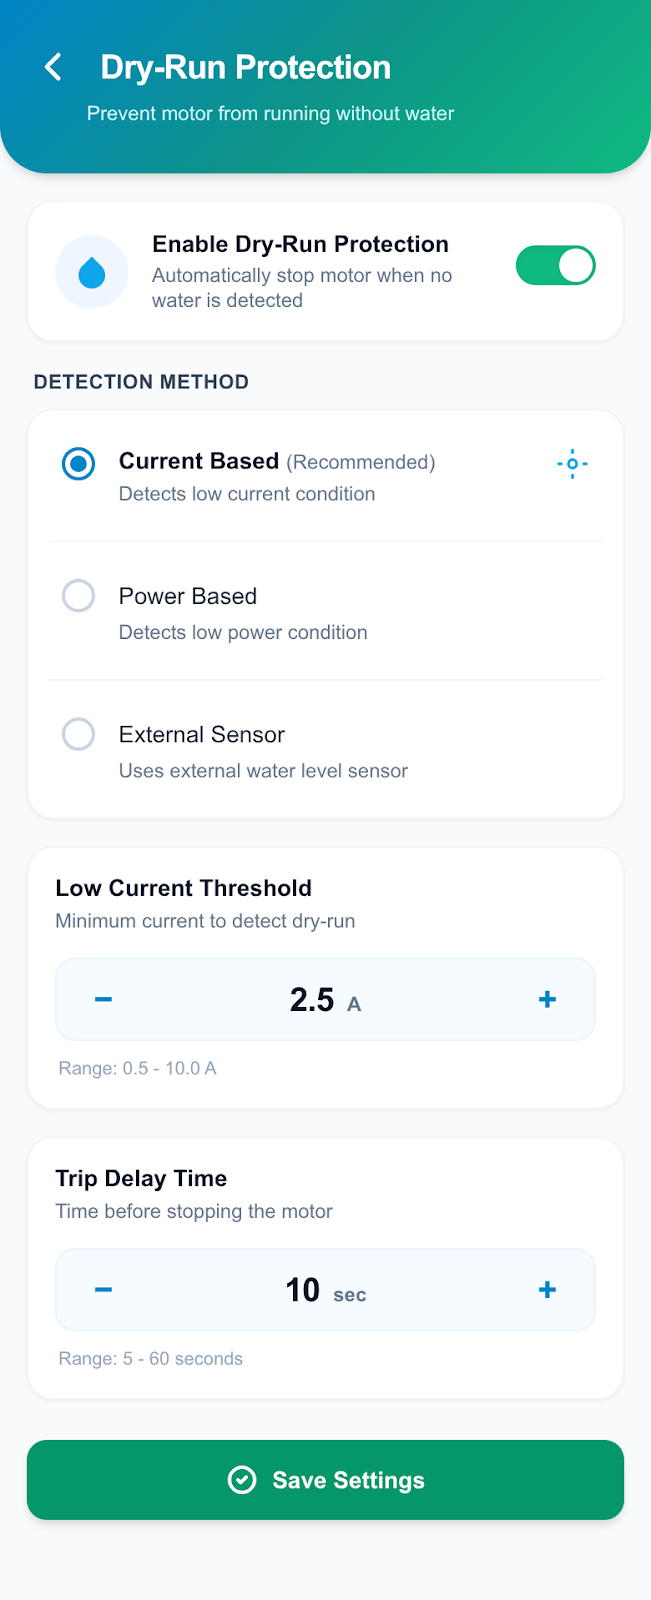 Dry-Run Protection
Prevent motor from running without water
Enable Dry-Run Protection
Automatically stop motor when no
water is detected
DETECTION METHOD
Current Based (Recommended)
Detects low current condition
Power Based
Detects low power condition
External Sensor
Uses external water level sensor
Low Current Threshold
Minimum current to detect dry-run
− 2.5 A +
Range: 0.5 - 10.0 A
Trip Delay Time
Time before stopping the motor
− 10 sec +
Range: 5 - 60 seconds
Save Settings